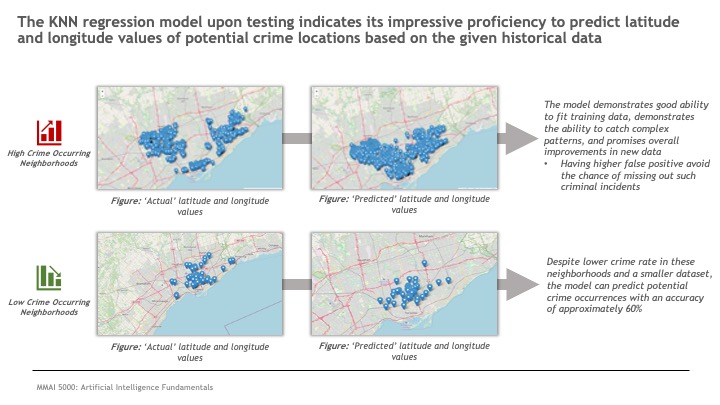 The KNN regression model upon testing indicates its impressive proficiency to predict latitude
and longitude values of potential crime locations based on the given historical data
High Crime Occurring
Neighborhoods
Figure: ‘Actual’ latitude and longitude
values
Figure: ‘Predicted’ latitude and longitude
values
The model demonstrates good ability
to fit training data, demonstrates
the ability to catch complex
patterns, and promises overall
improvements in new data
• Having higher false positive avoid
the chance of missing out such
criminal incidents
Low Crime Occurring
Neighborhoods
Figure: ‘Actual’ latitude and longitude
values
Figure: ‘Predicted’ latitude and longitude
values
Despite lower crime rate in these
neighborhoods and a smaller dataset,
the model can predict potential
crime occurrences with an accuracy
of approximately 60%
MMAI 5000: Artificial Intelligence Fundamentals